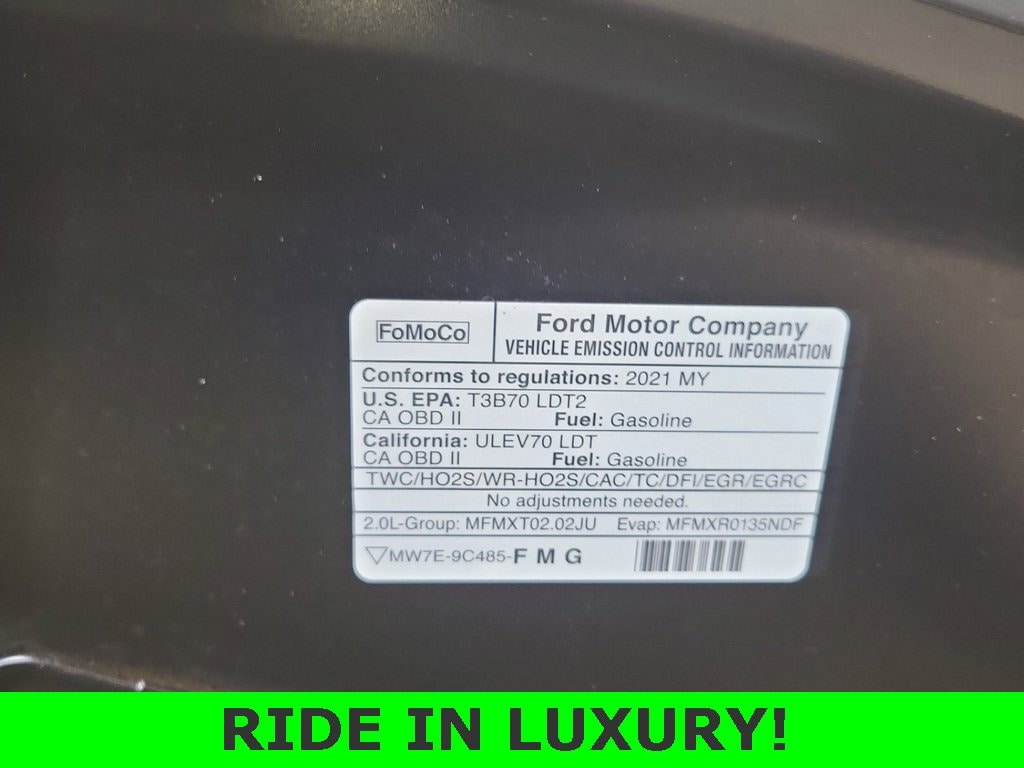 FoMoCo
Ford Motor Company
VEHICLE EMISSION CONTROL INFORMATION
Conforms to regulations: 2021 MY
U.S. EPA: T3B70 LDT2
CA OBD II Fuel: Gasoline
California: ULEV70 LDT
CA OBD II Fuel: Gasoline
TWC/HO2S/WR-HO2S/CAC/TC/DFI/EGR/EGRC
No adjustments needed.
2.0L-Group: MFMXT02.02JU Evap: MFMXR0135NDF
MW7E-9C485-F M G
RIDE IN LUXURY!